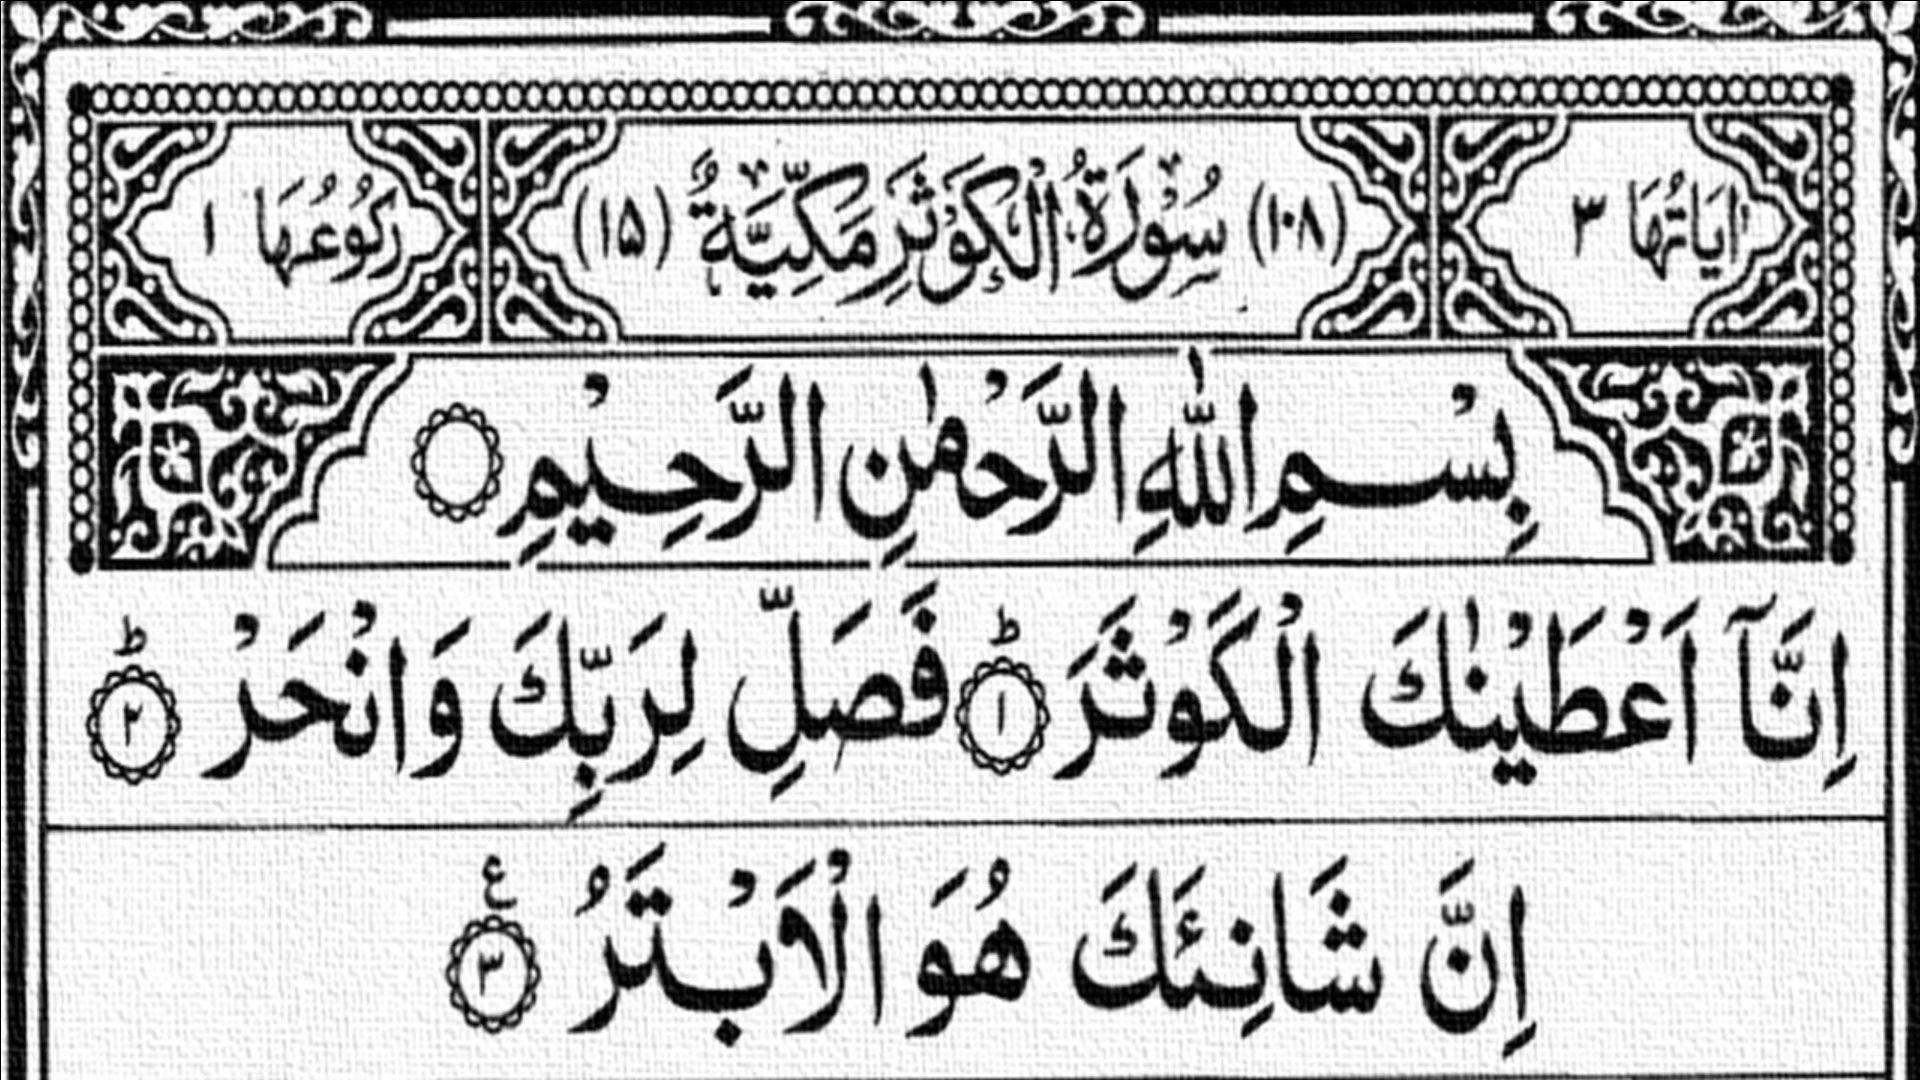 اٰیَاتُهَا ٣ (١٠٨) سُوْرَةُ الْكَوْثَرِ مَكِّيَّةٌ (١٥) رُكُوْعُهَا ١
بِسْمِ اللّٰهِ الرَّحْمٰنِ الرَّحِيْمِ
اِنَّاۤ اَعْطَيْنٰكَ الْكَوْثَرَ ؕ ١ فَصَلِّ لِرَبِّكَ وَانْحَرْ ؕ ٢
اِنَّ شَانِئَكَ هُوَ الْاَبْتَرُ ع ٣